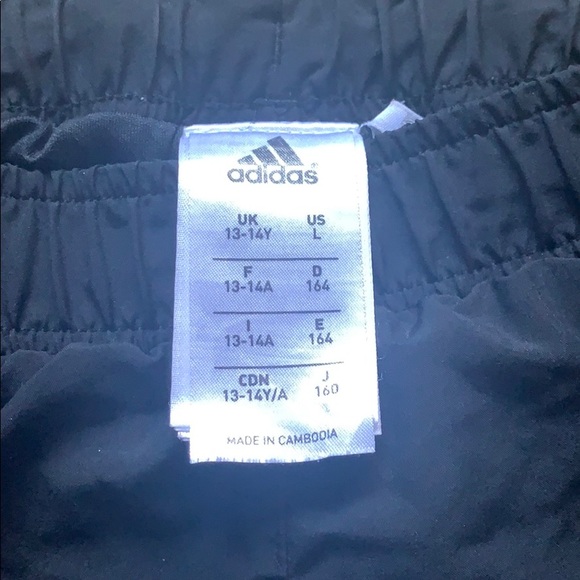 adidas
UK US
13-14Y L
F D
13-14A 164
I E
13-14A 164
CDN J
13-14Y/A 160
MADE IN CAMBODIA